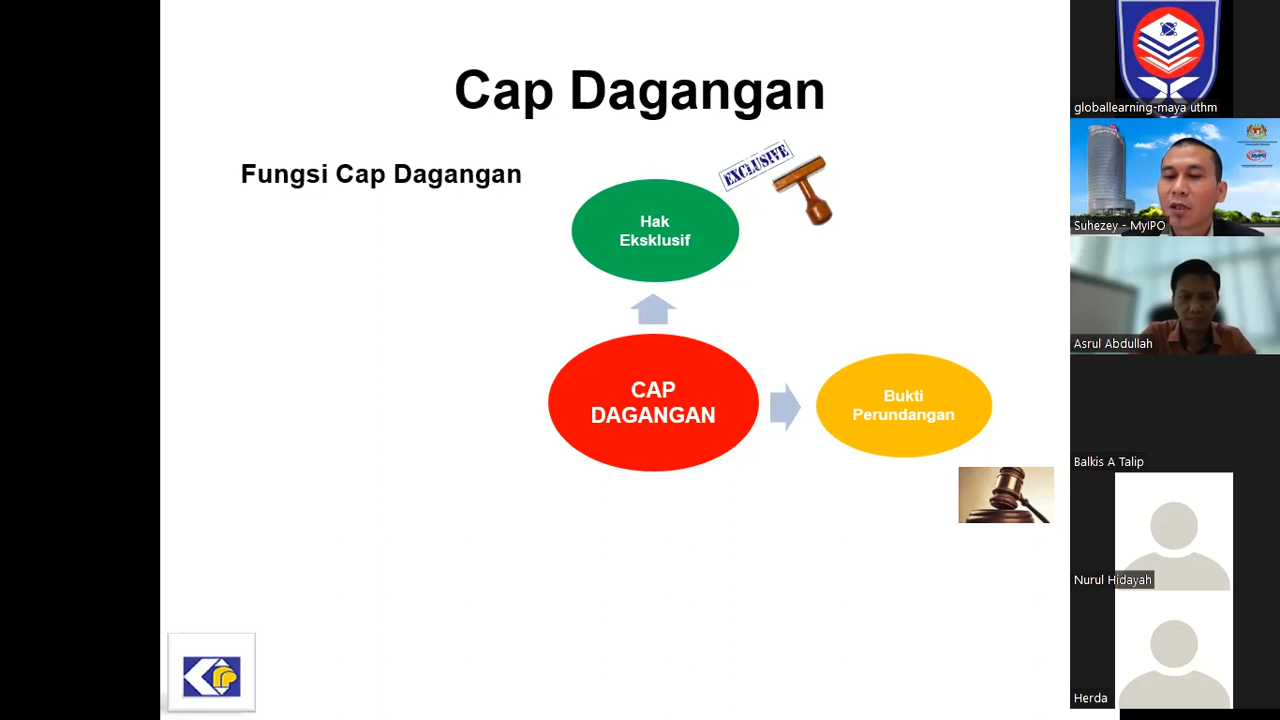 Cap Dagangan
Fungsi Cap Dagangan
EXCLUSIVE
Hak
Eksklusif
CAP
DAGANGAN
Bukti
Perundangan
globallearning-maya uthm
MyIPO
Suhezey - MyIPO
Asrul Abdullah
Balkis A Talip
Nurul Hidayah
Herda